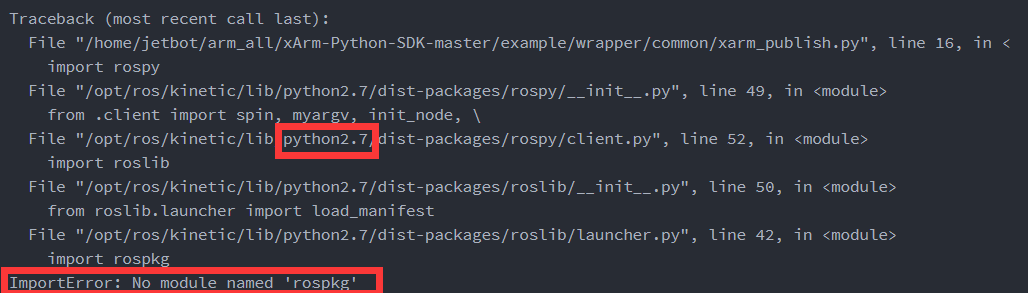 Traceback (most recent call last):
File "/home/jetbot/arm_all/xArm-Python-SDK-master/example/wrapper/common/xarm_publish.py", line 16, in <
import rospy
File "/opt/ros/kinetic/lib/python2.7/dist-packages/rospy/__init__.py", line 49, in <module>
from .client import spin, myargv, init_node, \
File "/opt/ros/kinetic/lib/python2.7/dist-packages/rospy/client.py", line 52, in <module>
import roslib
File "/opt/ros/kinetic/lib/python2.7/dist-packages/roslib/__init__.py", line 50, in <module>
from roslib.launcher import load_manifest
File "/opt/ros/kinetic/lib/python2.7/dist-packages/roslib/launcher.py", line 42, in <module>
import rospkg
ImportError: No module named 'rospkg'